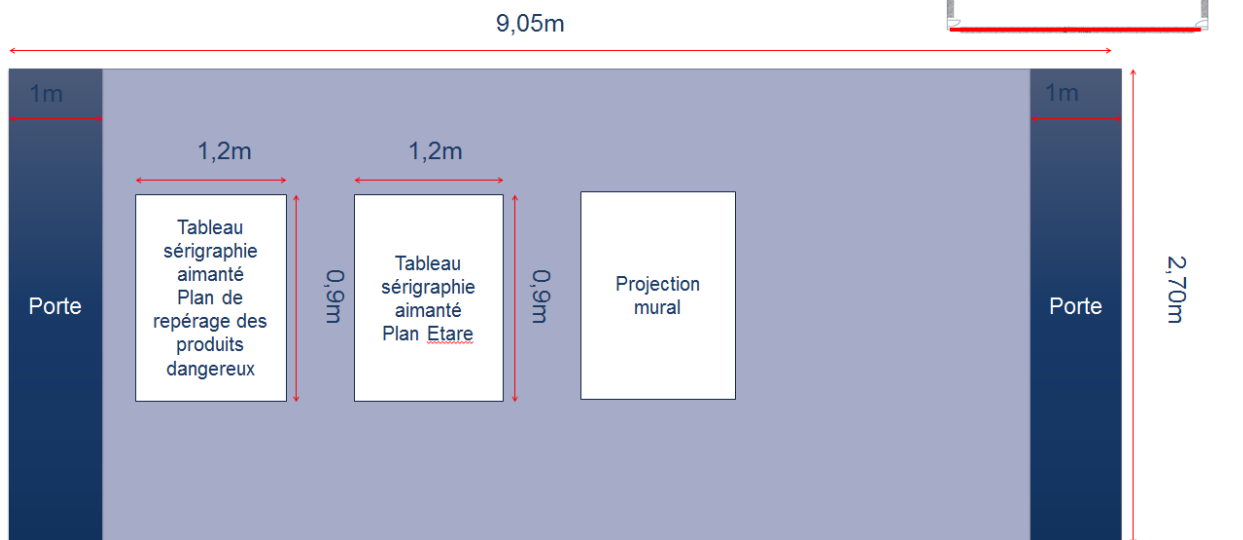 9,05m
1m
1m
1,2m
1,2m
Tableau
sérigraphie
aimanté
Plan de
repérage des
produits
dangereux
0,9m
Tableau
sérigraphie
aimanté
Plan Etare
0,9m
Projection
mural
Porte
Porte
2,70m